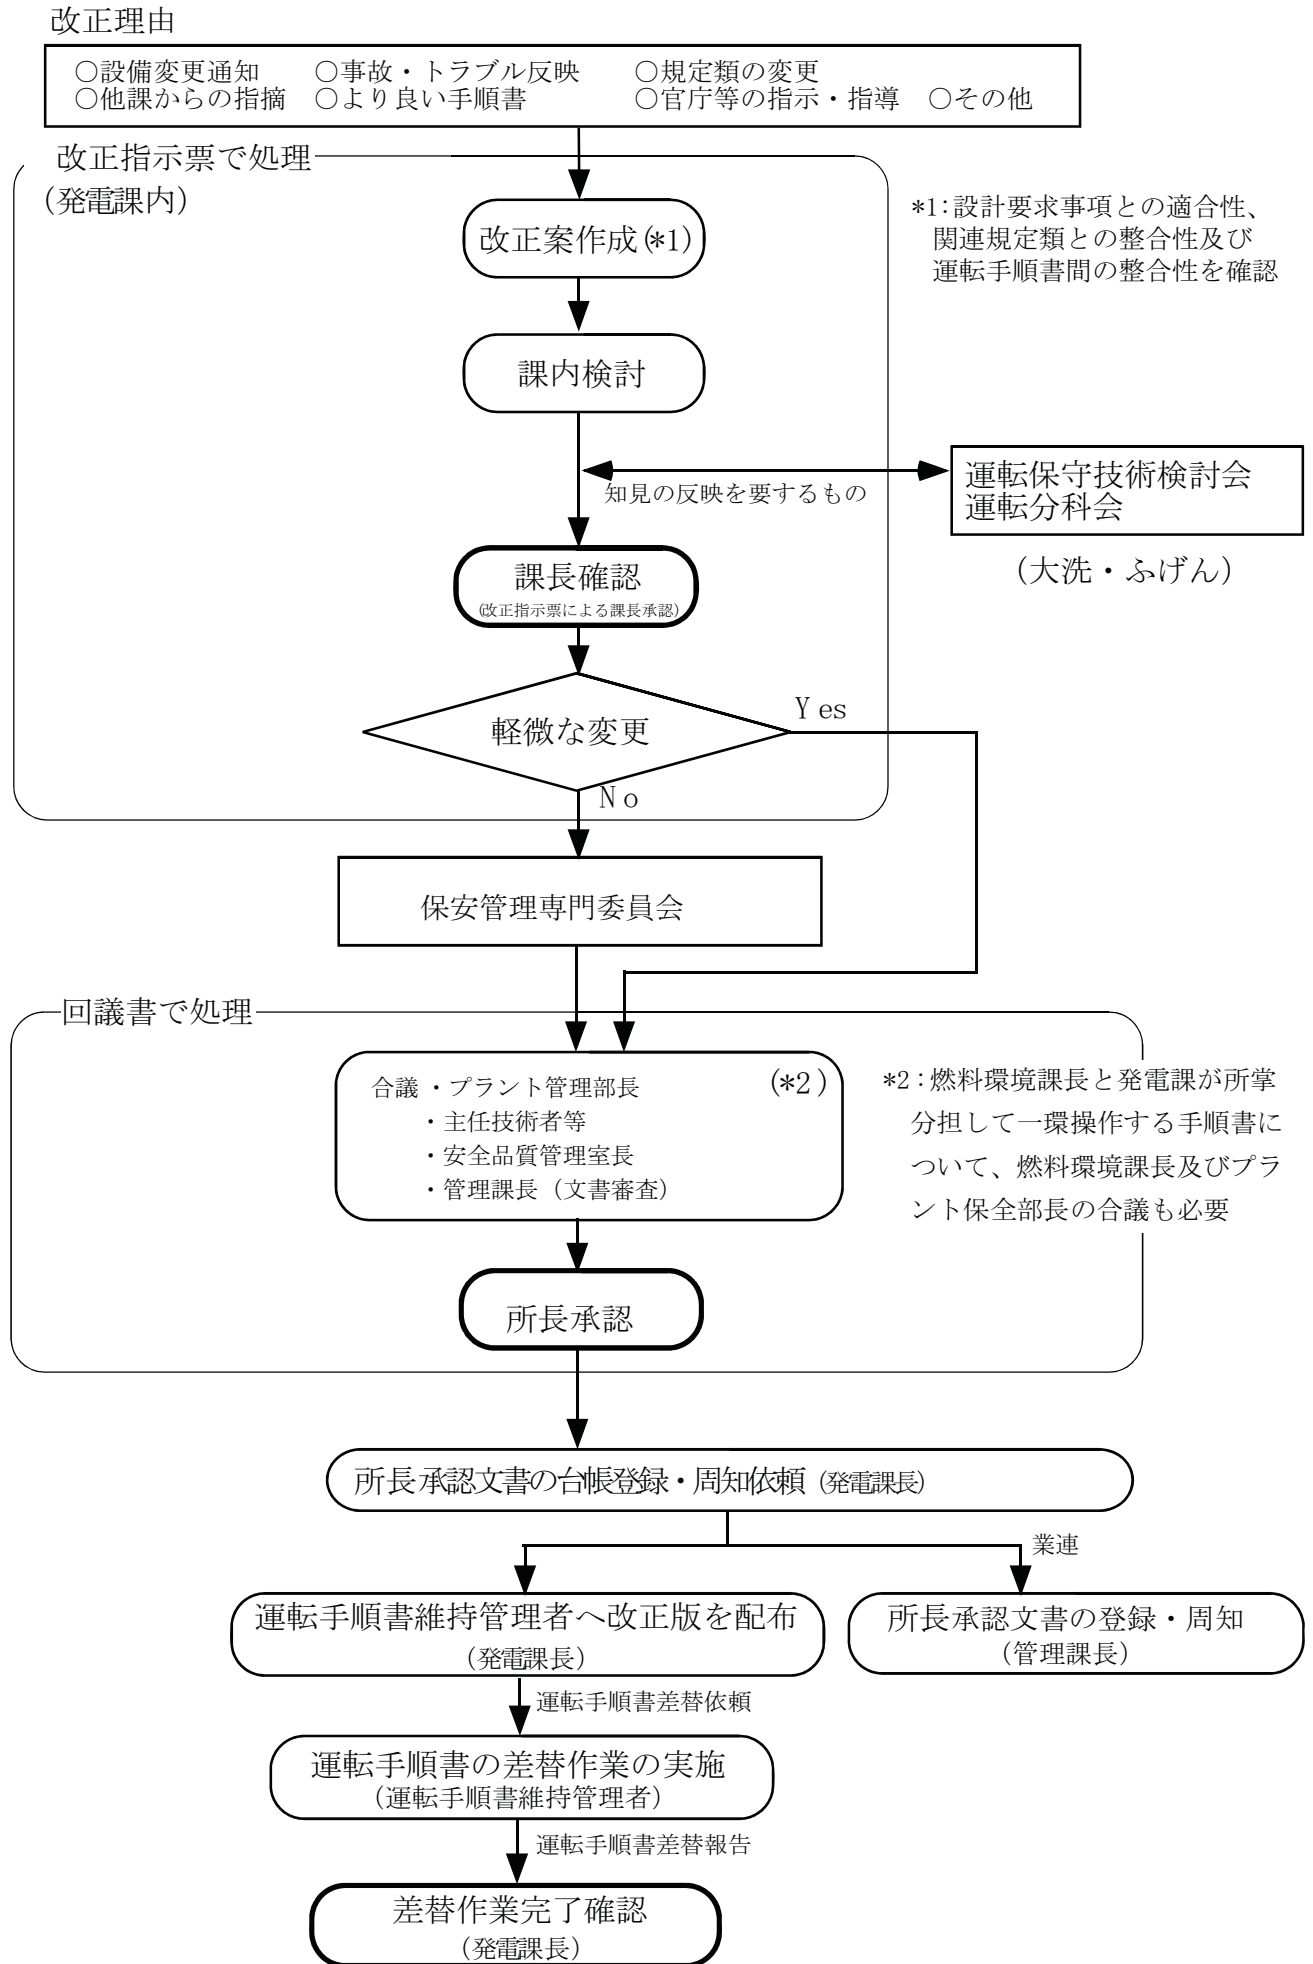 改正理由
○設備変更通知 ○事故・トラブル反映 ○規定類の変更
○他課からの指摘 ○より良い手順書 ○官庁等の指示・指導 ○その他
改正指示票で処理
(発電課内)
改正案作成(*1)
*1:設計要求事項との適合性、
関連規定類との整合性及び
運転手順書間の整合性を確認
課内検討
知見の反映を要するもの
運転保守技術検討会
運転分科会
(大洗・ふげん)
課長確認
(改正指示票による課長承認)
軽微な変更
Yes
No
保安管理専門委員会
回議書で処理
合議・プラント管理部長 (*2)
・主任技術者等
・安全品質管理室長
・管理課長(文書審査)
*2:燃料環境課長と発電課が所掌
分担して一環操作する手順書に
ついて、燃料環境課長及びプラ
ント保全部長の合議も必要
所長承認
所長承認文書の台帳登録・周知依頼(発電課長)
業連
運転手順書維持管理者へ改正版を配布
(発電課長)
所長承認文書の登録・周知
(管理課長)
運転手順書差替依頼
運転手順書の差替作業の実施
(運転手順書維持管理者)
運転手順書差替報告
差替作業完了確認
(発電課長)